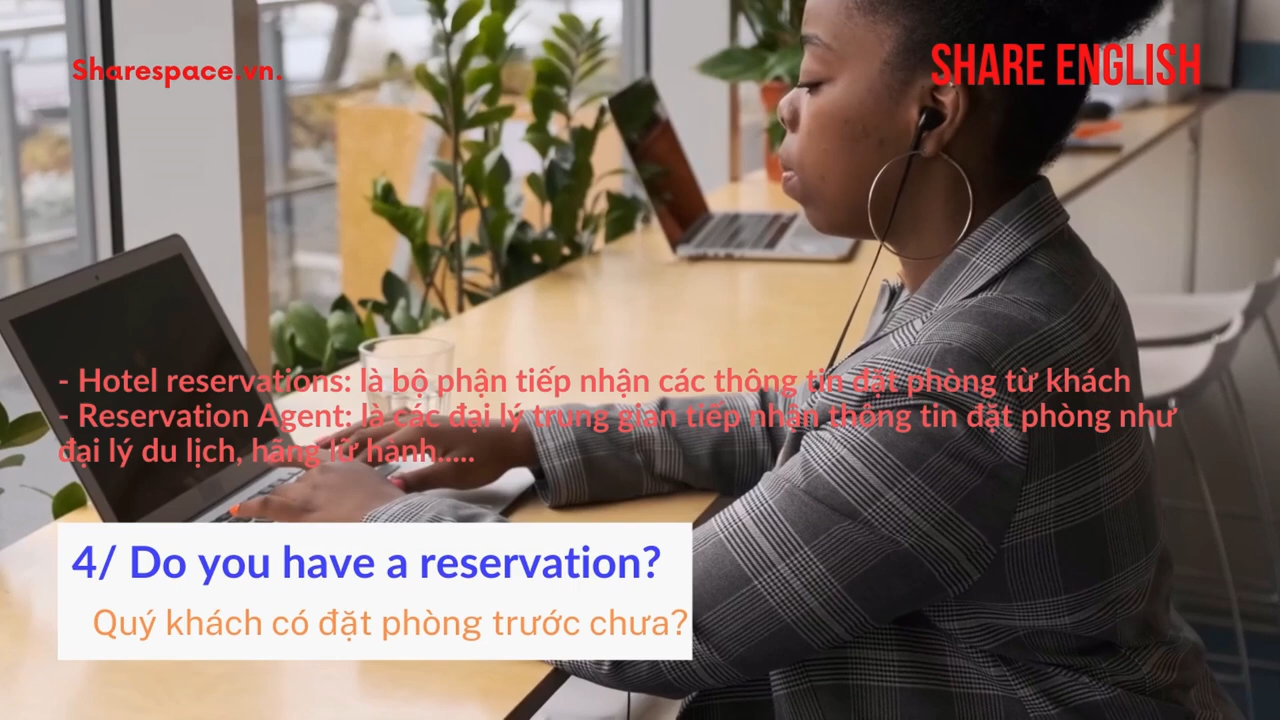 Sharespace.vn.
SHARE ENGLISH
- Hotel reservations: là bộ phận tiếp nhận các thông tin đặt phòng từ khách
- Reservation Agent: là các đại lý trung gian tiếp nhận thông tin đặt phòng như
đại lý du lịch, hãng lữ hành.....
4/ Do you have a reservation?
Quý khách có đặt phòng trước chưa?